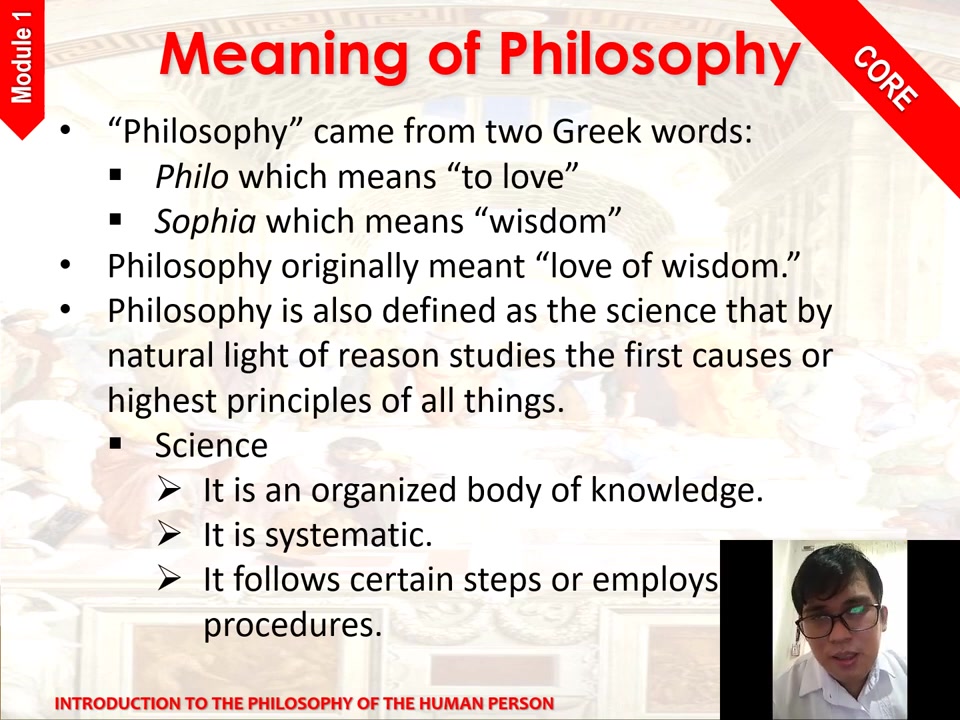 Module 1
Meaning of Philosophy
CORE
• “Philosophy” came from two Greek words:
▪ Philo which means “to love”
▪ Sophia which means “wisdom”
• Philosophy originally meant “love of wisdom.”
• Philosophy is also defined as the science that by
natural light of reason studies the first causes or
highest principles of all things.
▪ Science
➢ It is an organized body of knowledge.
➢ It is systematic.
➢ It follows certain steps or employs
procedures.
INTRODUCTION TO THE PHILOSOPHY OF THE HUMAN PERSON